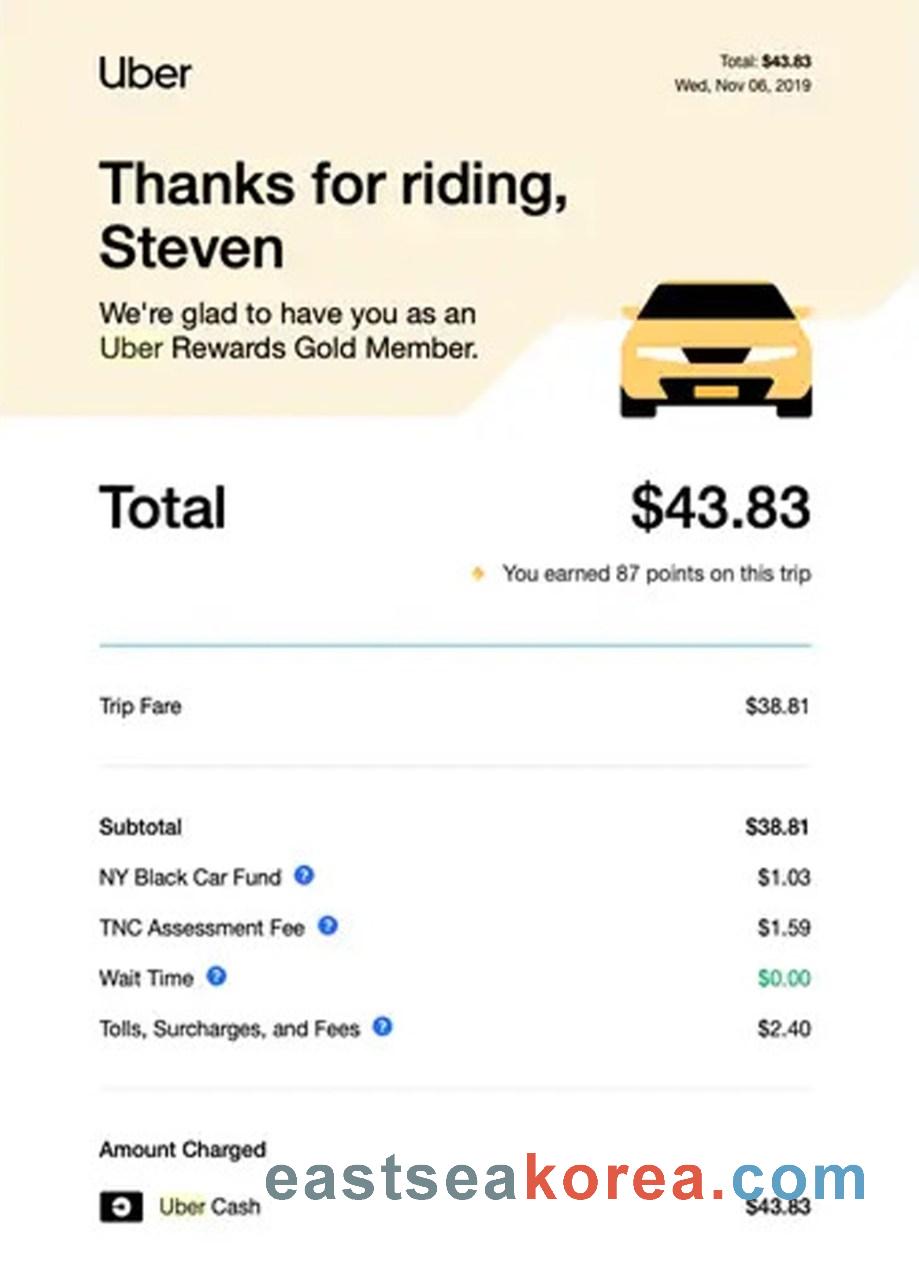 Uber
Total: $43.83
Wed, Nov 06, 2019
Thanks for riding,
Steven
We're glad to have you as an
Uber Rewards Gold Member.
Total $43.83
You earned 87 points on this trip
Trip Fare $38.81
Subtotal $38.81
NY Black Car Fund ? $1.03
TNC Assessment Fee ? $1.59
Wait Time ? $0.00
Tolls, Surcharges, and Fees ? $2.40
Amount Charged
eastseakorea.com
Uber Cash $43.83